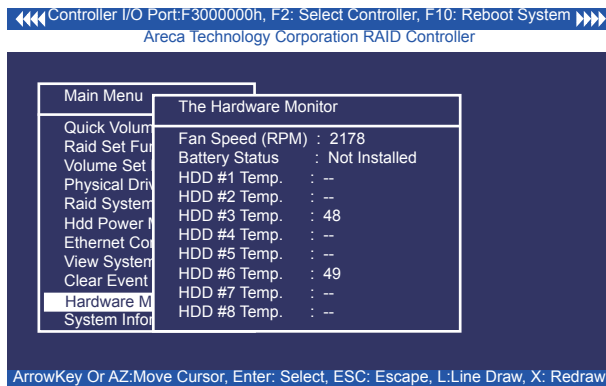 Controller I/O Port:F3000000h, F2: Select Controller, F10: Reboot System
Areca Technology Corporation RAID Controller
Main Menu
Quick Volum
Raid Set Fu
Volume Set
Physical Driv
Raid System
Hdd Power
Ethernet Co
View System
Clear Event
Hardware M
System Infor
The Hardware Monitor
Fan Speed (RPM) : 2178
Battery Status : Not Installed
HDD #1 Temp. : --
HDD #2 Temp. : --
HDD #3 Temp. : 48
HDD #4 Temp. : --
HDD #5 Temp. : --
HDD #6 Temp. : 49
HDD #7 Temp. : --
HDD #8 Temp. : --
ArrowKey Or AZ:Move Cursor, Enter: Select, ESC: Escape, L:Line Draw, X: Redraw